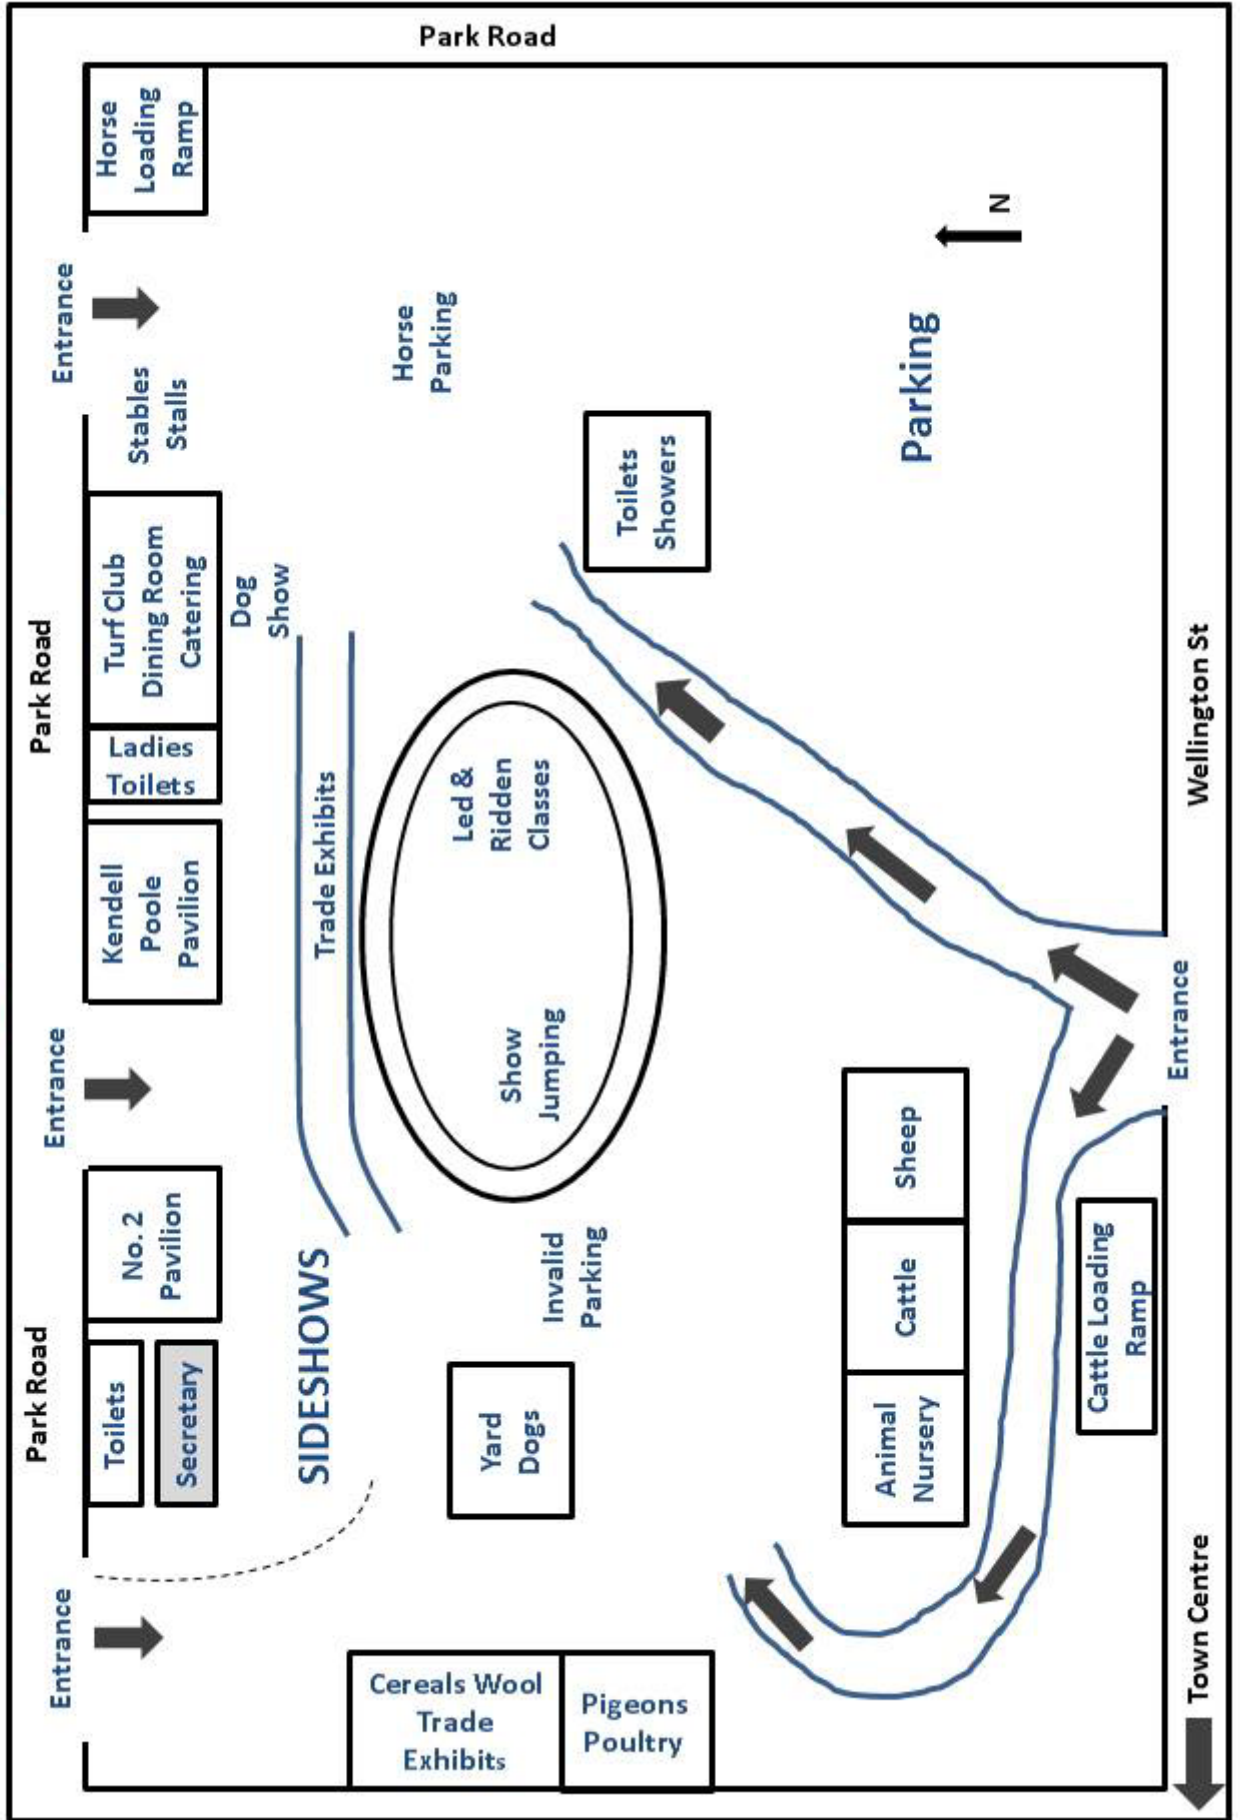 Park Road
Horse
Loading
Ramp
Entrance
Stables
Stalls
Horse
Parking
N
Parking
Park Road
Turf Club
Dining Room
Catering
Dog
Show
Toilets
Showers
Ladies
Toilets
Kendell
Poole
Pavilion
Trade Exhibits
Led &
Ridden
Classes
Show
Jumping
Wellington St
Entrance
Entrance
No. 2
Pavilion
Park Road
Toilets
Secretary
SIDESHOWS
Invalid
Parking
Yard
Dogs
Sheep
Cattle
Animal
Nursery
Cattle Loading
Ramp
Entrance
Cereals Wool
Trade
Exhibits
Pigeons
Poultry
Town Centre